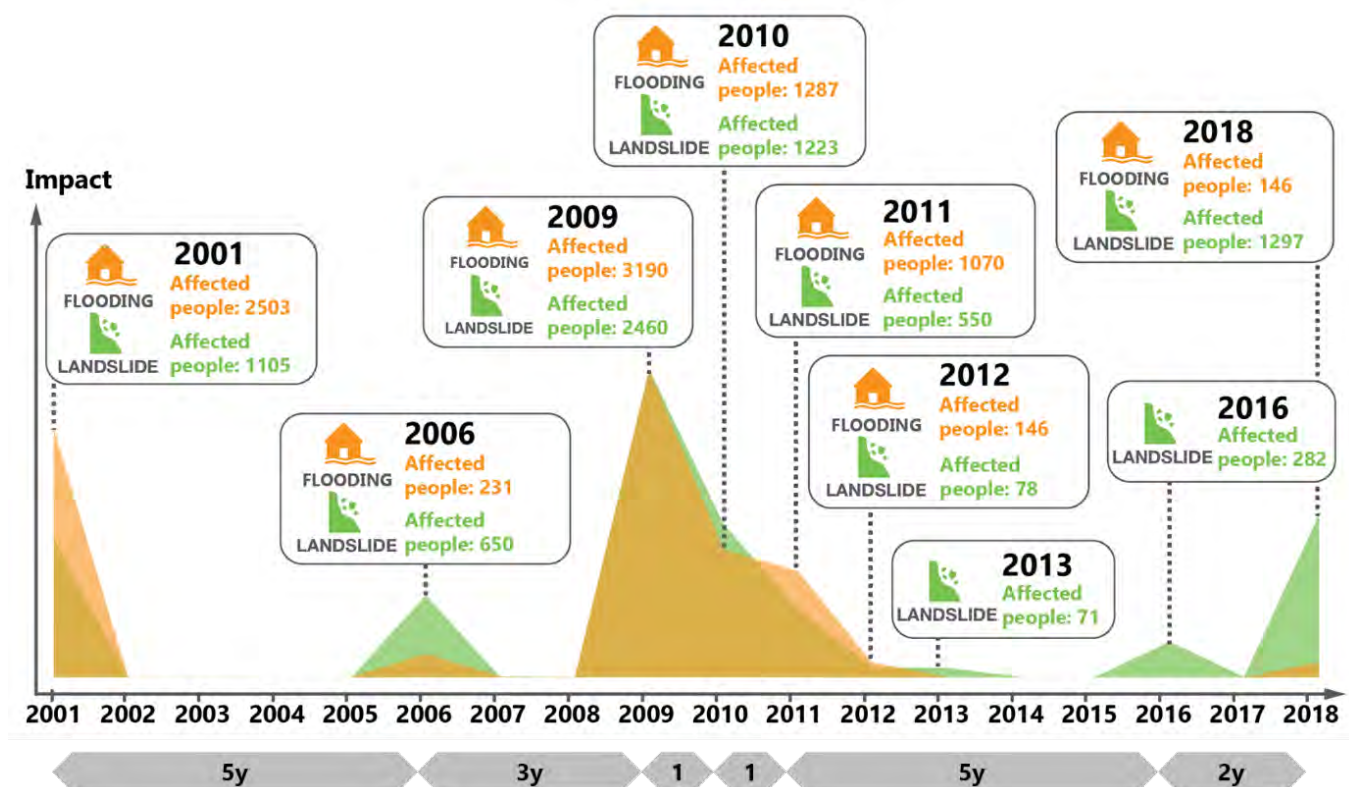 Impact
2001
FLOODING
Affected
people: 2503
LANDSLIDE
Affected
people: 1105
2006
FLOODING
Affected
people: 231
LANDSLIDE
Affected
people: 650
2009
FLOODING
Affected
people: 3190
LANDSLIDE
Affected
people: 2460
2010
FLOODING
Affected
people: 1287
LANDSLIDE
Affected
people: 1223
2011
FLOODING
Affected
people: 1070
LANDSLIDE
Affected
people: 550
2012
FLOODING
Affected
people: 146
LANDSLIDE
Affected
people: 78
2013
LANDSLIDE
Affected
people: 71
2016
LANDSLIDE
Affected
people: 282
2018
FLOODING
Affected
people: 146
LANDSLIDE
Affected
people: 1297
2001 2002 2003 2004 2005 2006 2007 2008 2009 2010 2011 2012 2013 2014 2015 2016 2017 2018
5y 3y 1 1 5y 2y